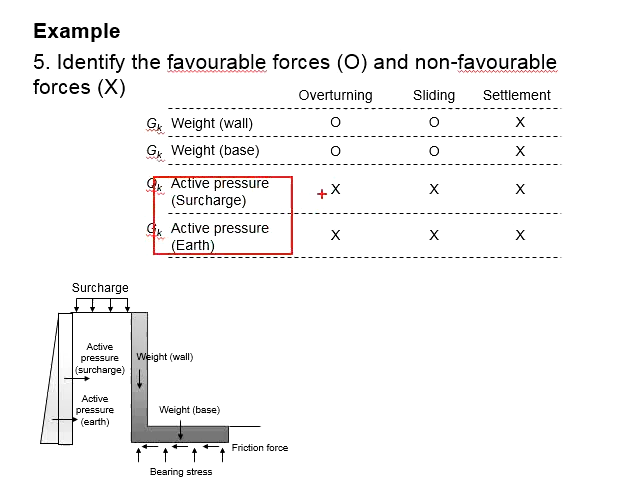 Example
5. Identify the favourable forces (O) and non-favourable
forces (X)
Overturning Sliding Settlement
Gk Weight (wall) O O X
Gk Weight (base) O O X
Qk Active pressure
(Surcharge) X X X
Gk Active pressure
(Earth) X X X
Surcharge
Active
pressure
(surcharge)
Weight (wall)
Active
pressure
(earth)
Weight (base)
Friction force
Bearing stress